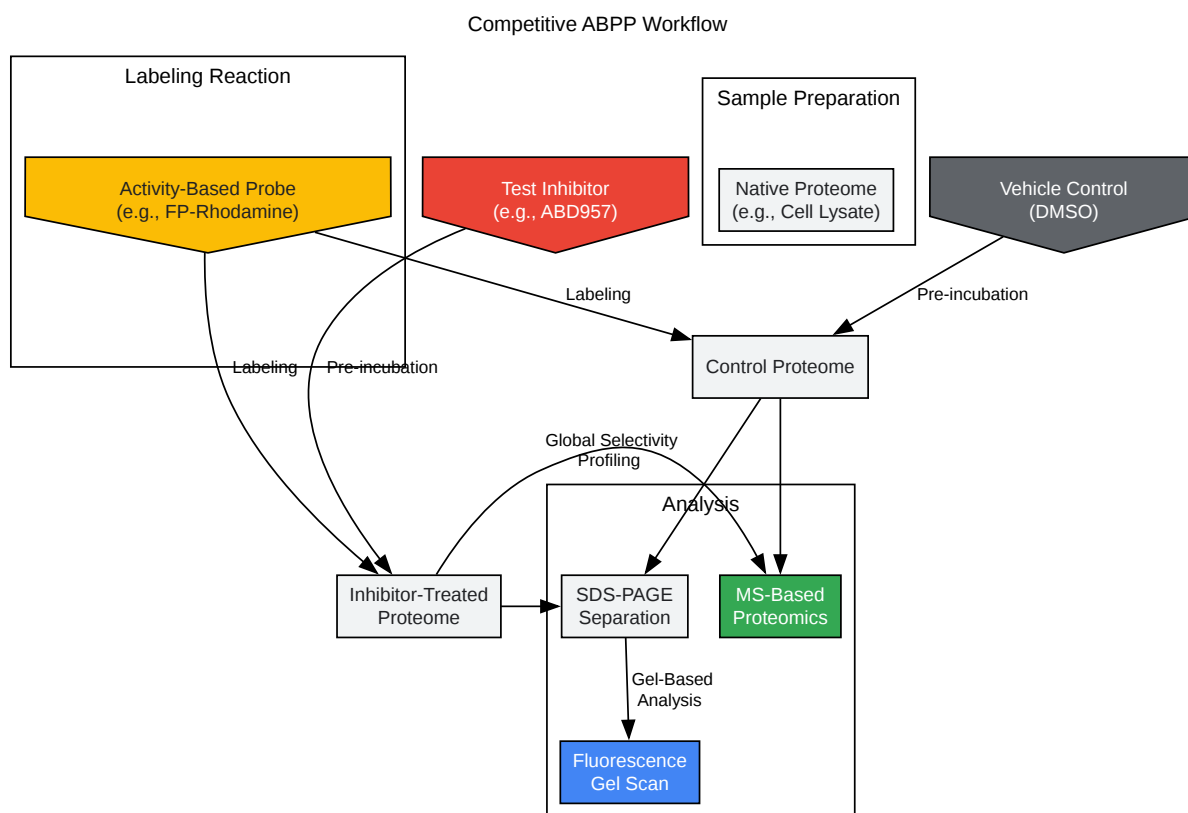 Competitive ABPP Workflow
Labeling Reaction
Sample Preparation
Activity-Based Probe
(e.g., FP-Rhodamine)
Test Inhibitor
(e.g., ABD957)
Native Proteome
(e.g., Cell Lysate)
Vehicle Control
(DMSO)
Labeling
Pre-incubation
Control Proteome
Labeling
Pre-incubation
Global Selectivity
Profiling
Analysis
Inhibitor-Treated
Proteome
SDS-PAGE
Separation
MS-Based
Proteomics
Gel-Based
Analysis
Fluorescence
Gel Scan